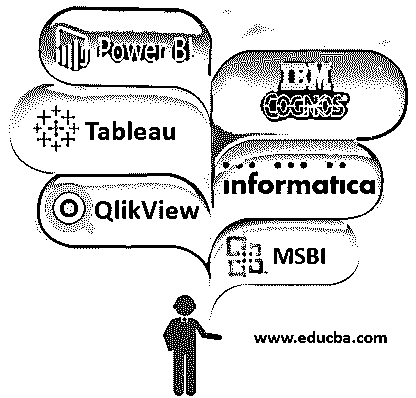 Power BI
IBM
COGNOS
Tableau
informatica
QlikView
MSBI
www.educba.com